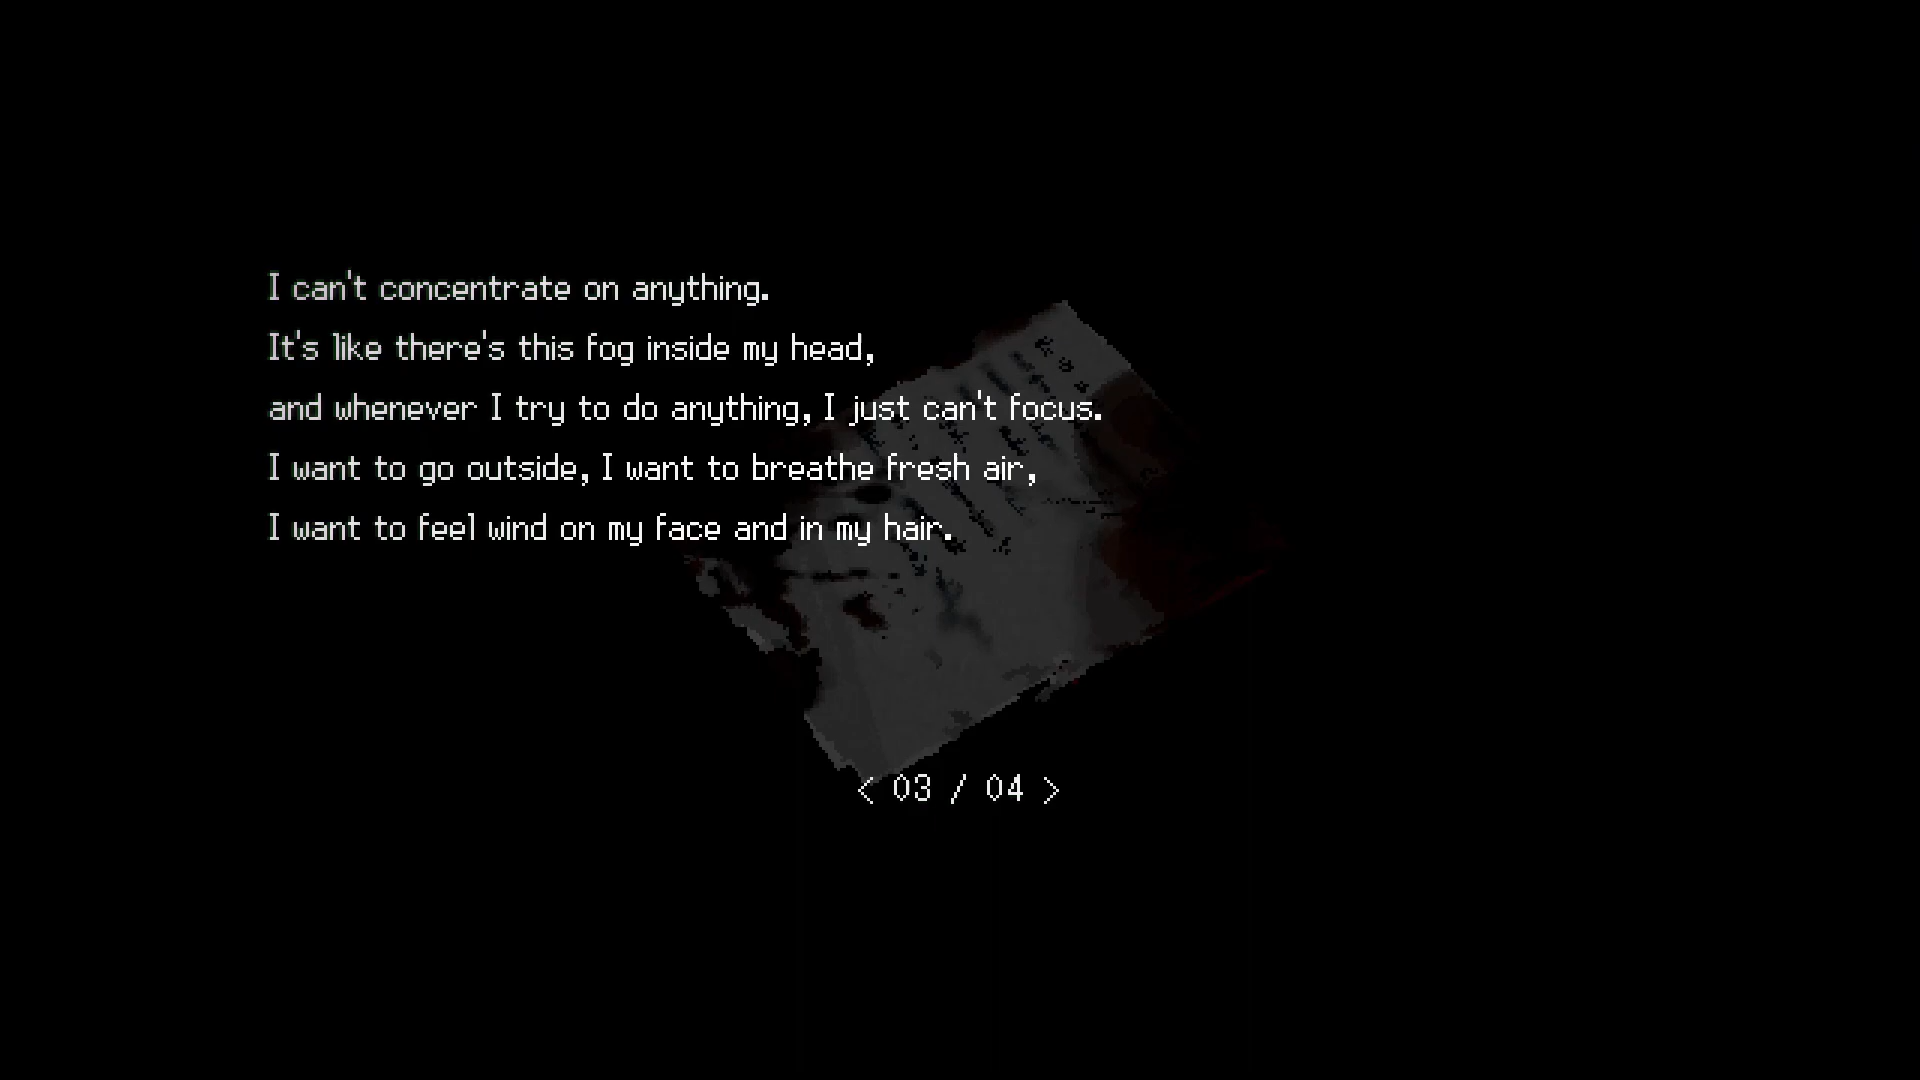 I can't concentrate on anything.
It's like there's this fog inside my head,
and whenever I try to do anything, I just can't focus.
I want to go outside, I want to breathe fresh air,
I want to feel wind on my face and in my hair.
< 03 / 04 >